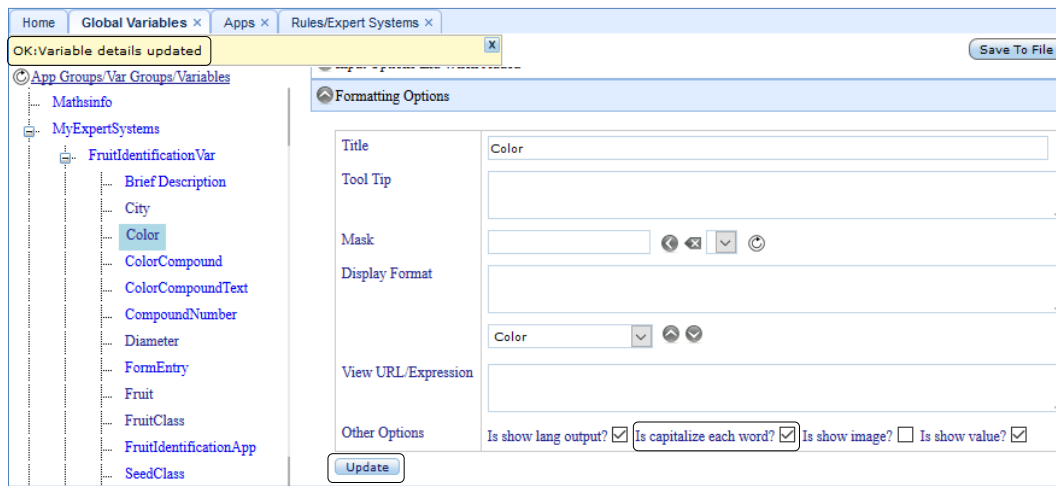 Home Global Variables × Apps × Rules/Expert Systems ×
OK:Variable details updated X
Save To File
App Groups/Var Groups/Variables
Mathsinfo
MyExpertSystems
FruitIdentificationVar
Brief Description
City
Color
ColorCompound
ColorCompoundText
CompoundNumber
Diameter
FormEntry
Fruit
FruitClass
FruitIdentificationApp
SeedClass
Formatting Options
Title Color
Tool Tip
Mask
Display Format
Color
View URL/Expression
Other Options Is show lang output? Is capitalize each word? Is show image? Is show value?
Update